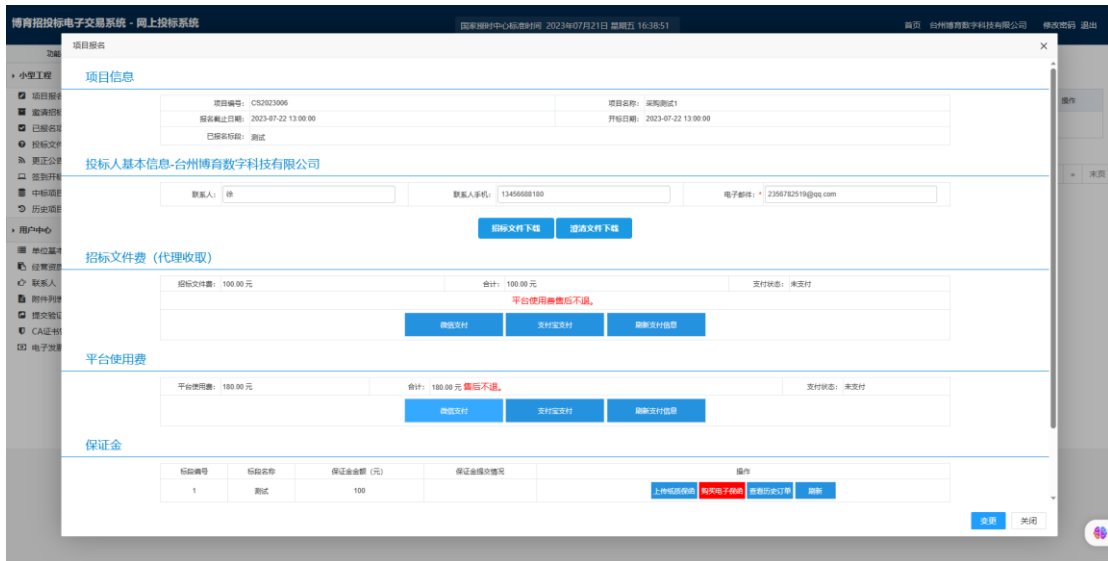 博育招投标电子交易系统 - 网上投标系统 国家授时中心标准时间 2023年07月21日 星期五 16:38:51 首页 台州博育数字科技有限公司 修改密码 退出
功能
项目报名 ×
小型工程
项目报名
邀请招标
已报名项
投标文件
更正公告
签到开标
中标项目
历史项目
用户中心
单位基本
经营资质
联系人
附件列表
提交验证
CA证书
电子发票
操作
» 末页
项目信息
项目编号: CS2023006 项目名称: 采购测试1
报名截止日期: 2023-07-22 13:00:00 开标日期: 2023-07-22 13:00:00
已报名标段: 测试
投标人基本信息-台州博育数字科技有限公司
联系人: 徐 联系人手机: 13456688180 电子邮件: * 2356782519@qq.com
招标文件下载 澄清文件下载
招标文件费（代理收取）
招标文件费: 100.00 元 合计: 100.00 元 支付状态: 未支付
平台使用费售后不退。
微信支付 支付宝支付 刷新支付信息
平台使用费
平台使用费: 180.00 元 合计: 180.00 元 售后不退。 支付状态: 未支付
微信支付 支付宝支付 刷新支付信息
保证金
标段编号 标段名称 保证金金额（元） 保证金提交情况 操作
1 测试 100 上传纸质保函 购买电子保函 查看历史订单 刷新
变更 关闭